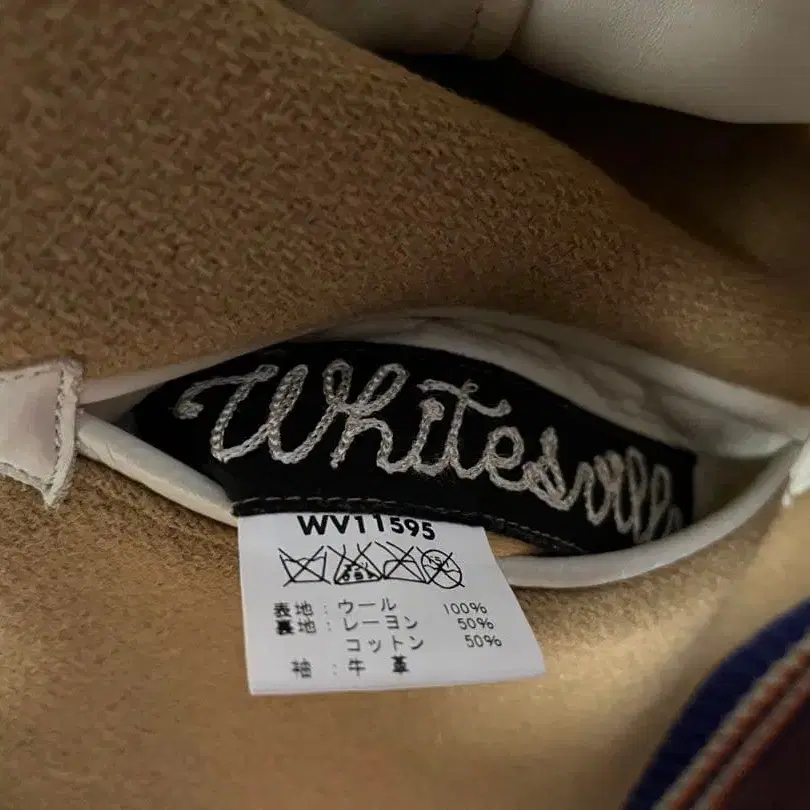 Whitesville
WV11595
表地：ウール 100%
裏地：レーヨン 50%
コットン 50%
袖：牛革